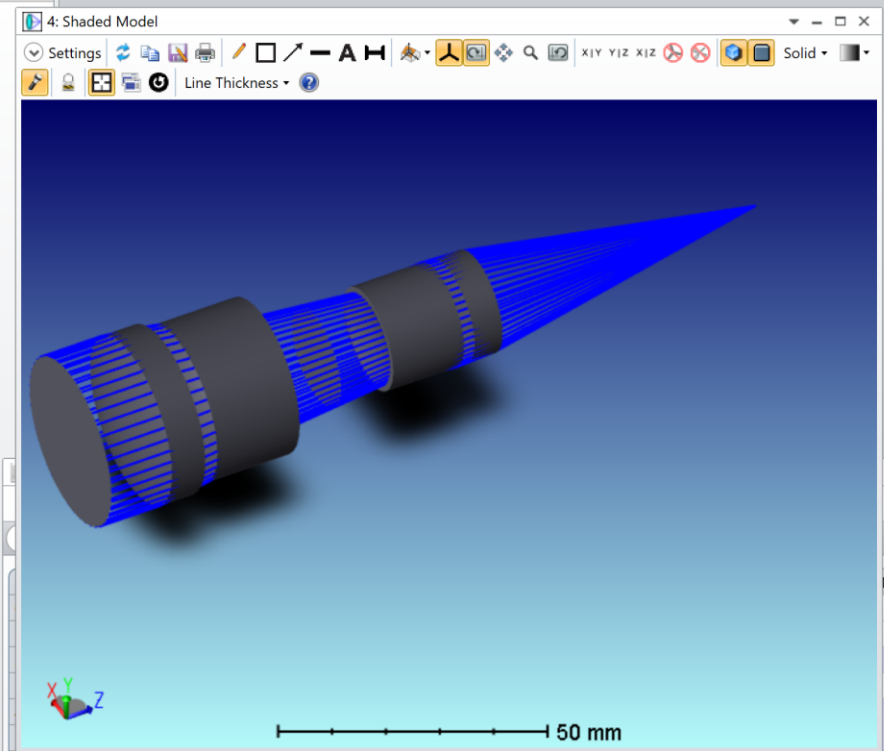 4: Shaded Model
Settings A X|Y Y|Z X|Z Solid
Line Thickness ?
X Y Z
50 mm